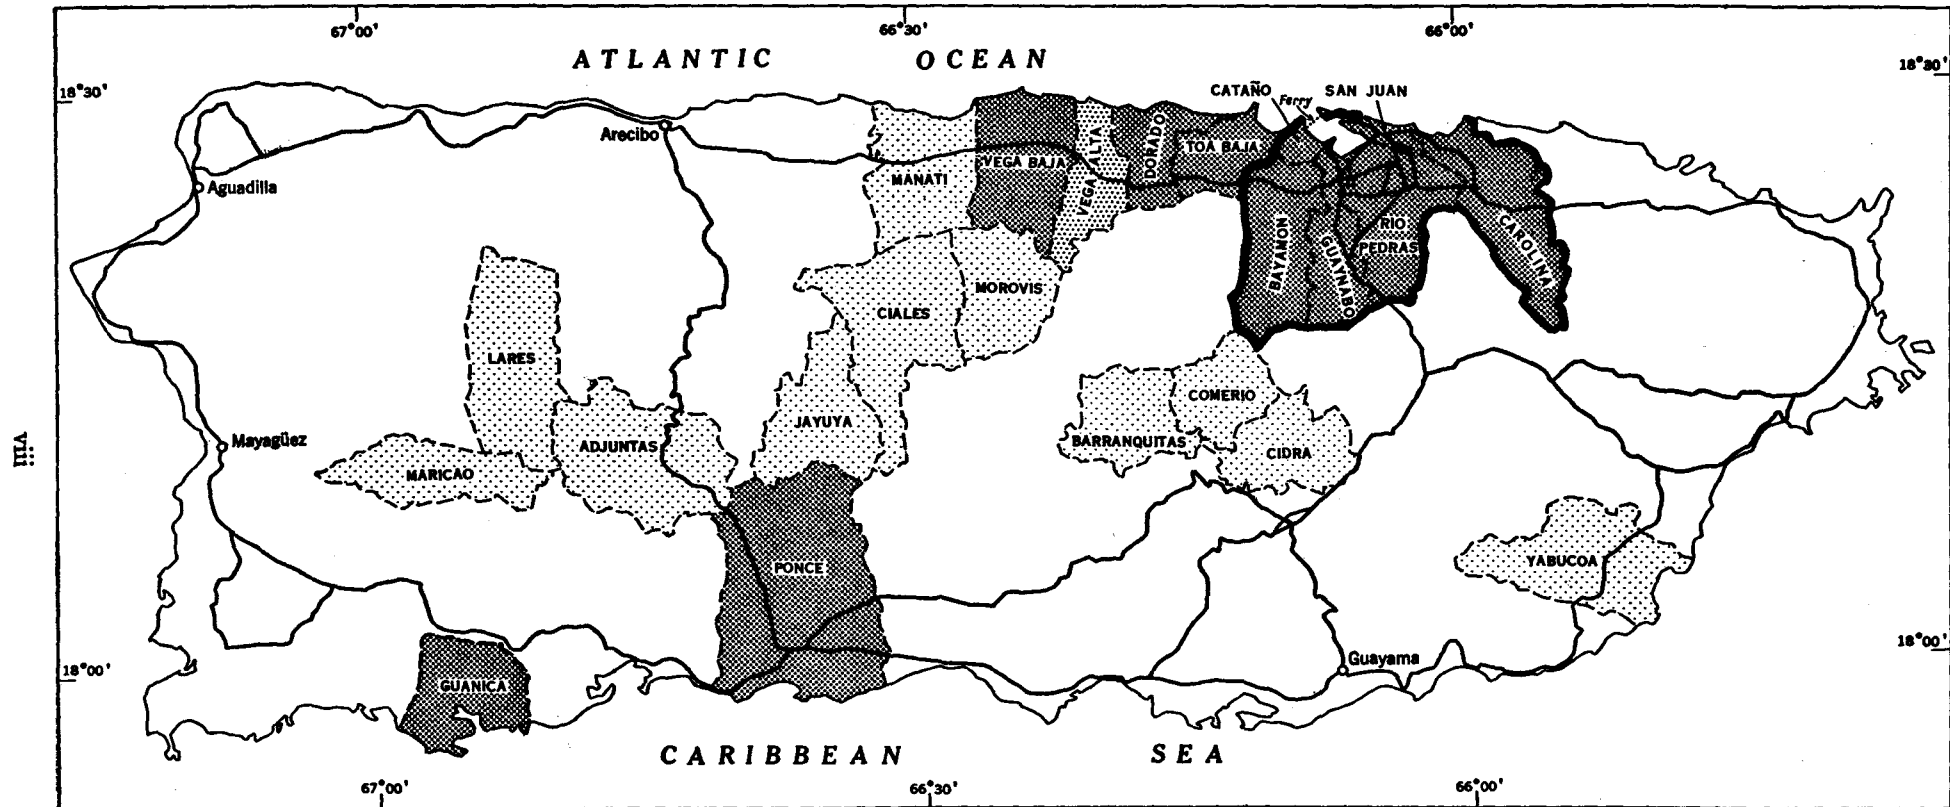 67°00'
66°30'
66°00'
ATLANTIC OCEAN
18°30'
18°30'
CATAÑO
Ferry
SAN JUAN
Arecibo
Aguadilla
MANATI
VEGA BAJA
VEGA ALTA
DORADO
TOA BAJA
BAYAMON
GUAYNABO
RIO
PEDRAS
CAROLINA
MOROVIS
CIALES
LARES
JAYUYA
ADJUNTAS
MARICAO
Mayagüez
COMERIO
BARRANQUITAS
CIDRA
viii
PONCE
YABUCOA
18°00'
18°00'
GUANICA
Guayama
CARIBBEAN SEA
67°00'
66°30'
66°00'